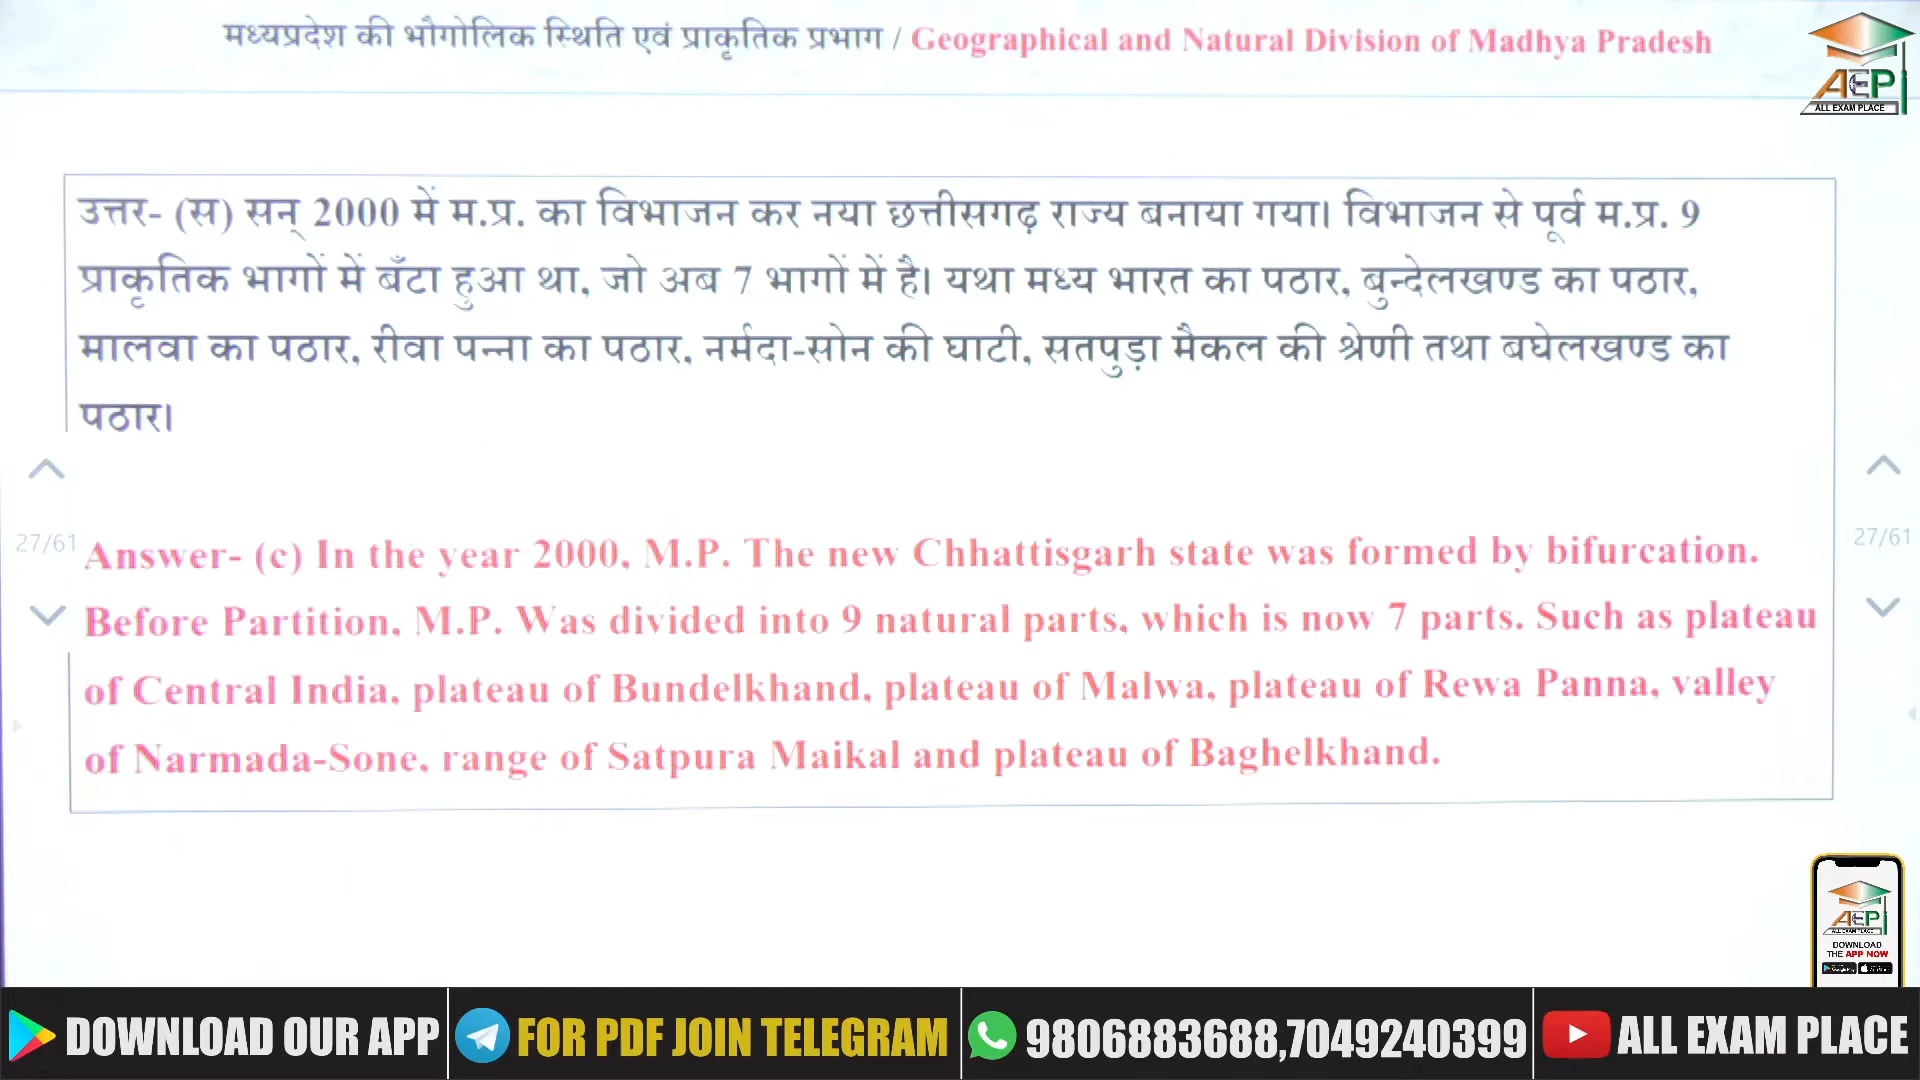 मध्यप्रदेश की भौगोलिक स्थिति एवं प्राकृतिक प्रभाग / Geographical and Natural Division of Madhya Pradesh
AEP
ALL EXAM PLACE
उत्तर- (स) सन् 2000 में म.प्र. का विभाजन कर नया छत्तीसगढ़ राज्य बनाया गया। विभाजन से पूर्व म.प्र. 9
प्राकृतिक भागों में बँटा हुआ था, जो अब 7 भागों में है। यथा मध्य भारत का पठार, बुन्देलखण्ड का पठार,
मालवा का पठार, रीवा पन्ना का पठार, नर्मदा-सोन की घाटी, सतपुड़ा मैकल की श्रेणी तथा बघेलखण्ड का
पठार।
27/61
27/61
Answer- (c) In the year 2000, M.P. The new Chhattisgarh state was formed by bifurcation.
Before Partition, M.P. Was divided into 9 natural parts, which is now 7 parts. Such as plateau
of Central India, plateau of Bundelkhand, plateau of Malwa, plateau of Rewa Panna, valley
of Narmada-Sone, range of Satpura Maikal and plateau of Baghelkhand.
AEP
ALL EXAM PLACE
DOWNLOAD
THE APP NOW
DOWNLOAD OUR APP
FOR PDF JOIN TELEGRAM
9806883688,7049240399
ALL EXAM PLACE